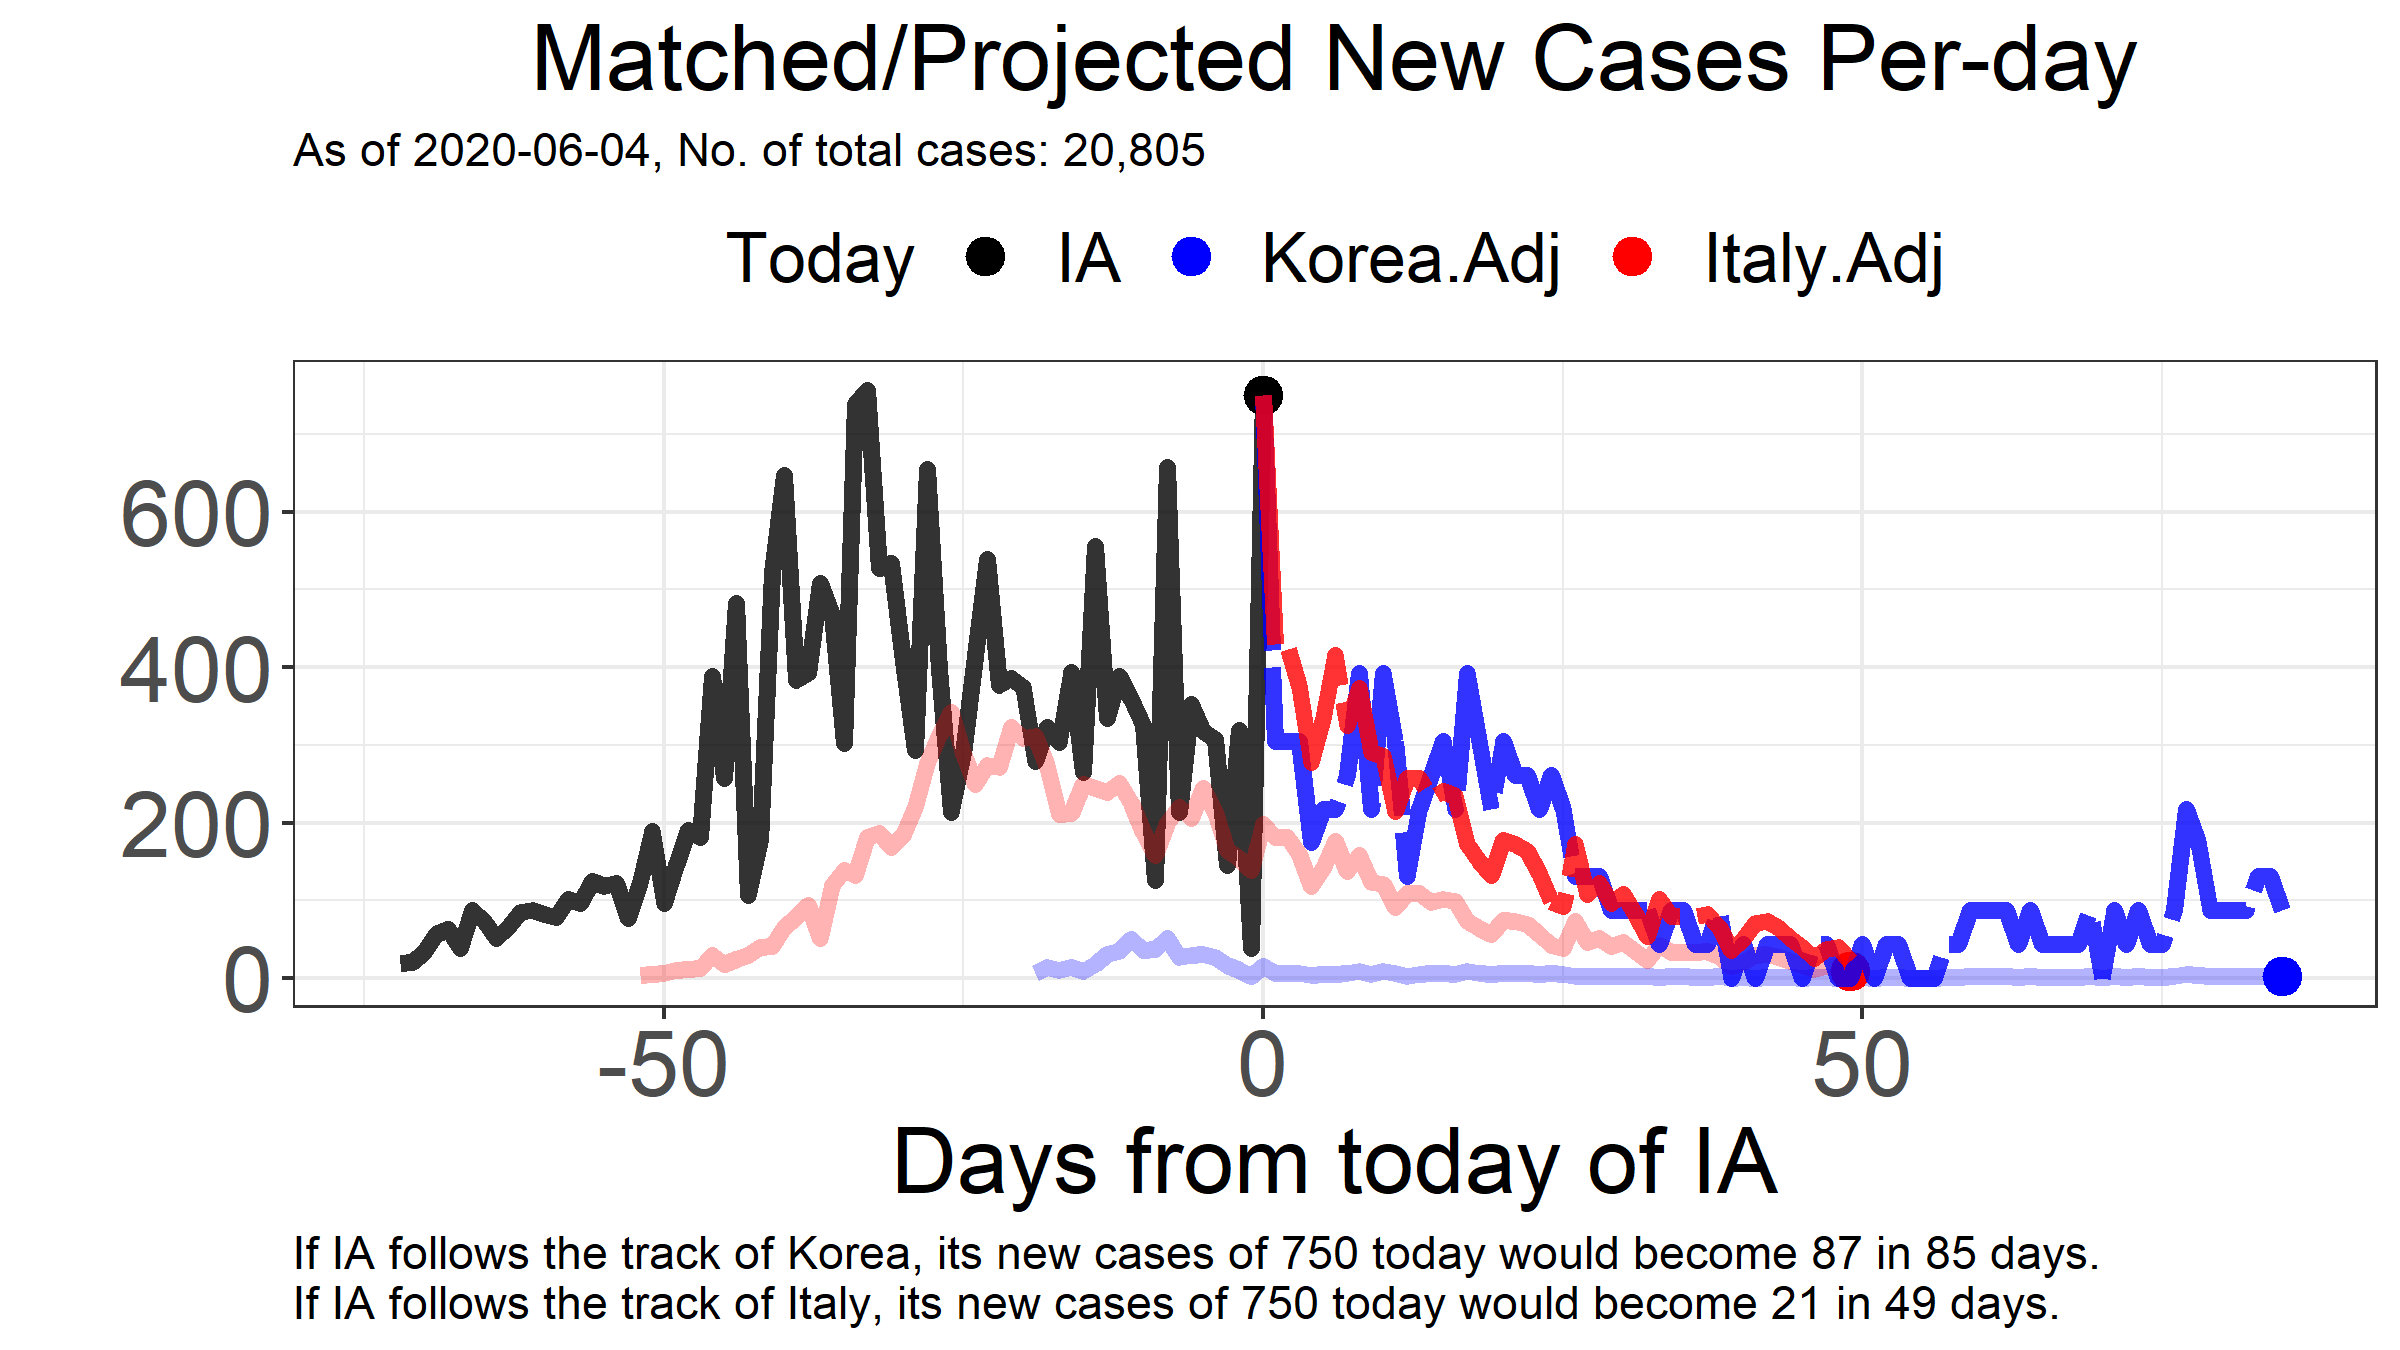 Matched/Projected New Cases Per-day
As of 2020-06-04, No. of total cases: 20,805
Today IA Korea.Adj Italy.Adj
600
400
200
0
-50 0 50
Days from today of IA
If IA follows the track of Korea, its new cases of 750 today would become 87 in 85 days.
If IA follows the track of Italy, its new cases of 750 today would become 21 in 49 days.